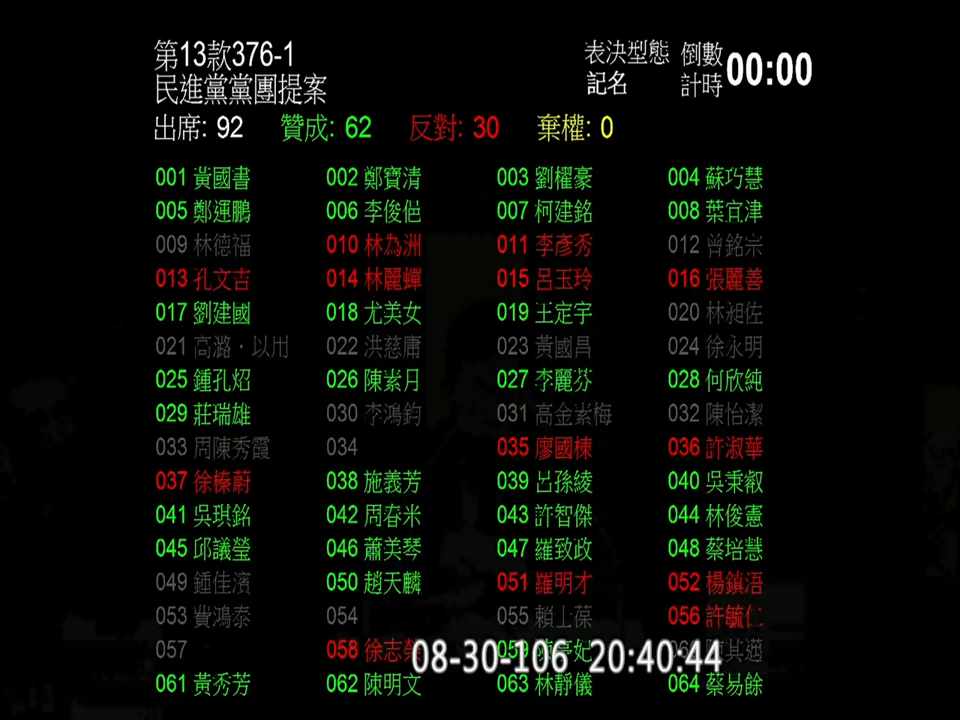 第13款376-1
民進黨黨團提案
表決型態
記名
倒數
計時
00:00
出席: 92 贊成: 62 反對: 30 棄權: 0
001 黃國書 002 鄭寶清 003 劉櫂豪 004 蘇巧慧
005 鄭運鵬 006 李俊俋 007 柯建銘 008 葉宜津
009 林德福 010 林為洲 011 李彥秀 012 曾銘宗
013 孔文吉 014 林麗蟬 015 呂玉玲 016 張麗善
017 劉建國 018 尤美女 019 王定宇 020 林昶佐
021 高潞・以用 022 洪慈庸 023 黃國昌 024 徐永明
025 鍾孔炤 026 陳素月 027 李麗芬 028 何欣純
029 莊瑞雄 030 李鴻鈞 031 高金素梅 032 陳怡潔
033 周陳秀霞 034 035 廖國棟 036 許淑華
037 徐榛蔚 038 施義芳 039 呂孫綾 040 吳秉叡
041 吳琪銘 042 周春米 043 許智傑 044 林俊憲
045 邱議瑩 046 蕭美琴 047 羅致政 048 蔡培慧
049 鍾佳濱 050 趙天麟 051 羅明才 052 楊鎮浯
053 費鴻泰 054 055 賴士葆 056 許毓仁
057 058 徐志榮 059 陳亭妃 060 陳其邁
08-30-106 20:40:44
061 黃秀芳 062 陳明文 063 林靜儀 064 蔡易餘